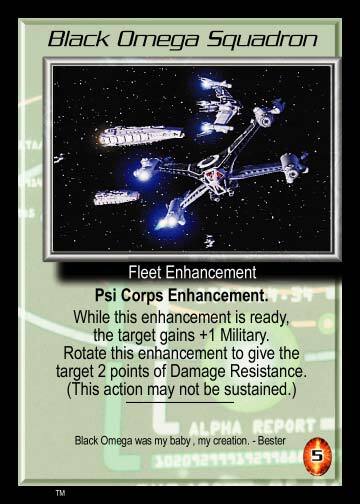 Black Omega Squadron
Fleet Enhancement
Psi Corps Enhancement.
While this enhancement is ready,
the target gains +1 Military.
Rotate this enhancement to give the
target 2 points of Damage Resistance.
(This action may not be sustained.)
ALPHA REPORT
Black Omega was my baby , my creation. - Bester
5
TM